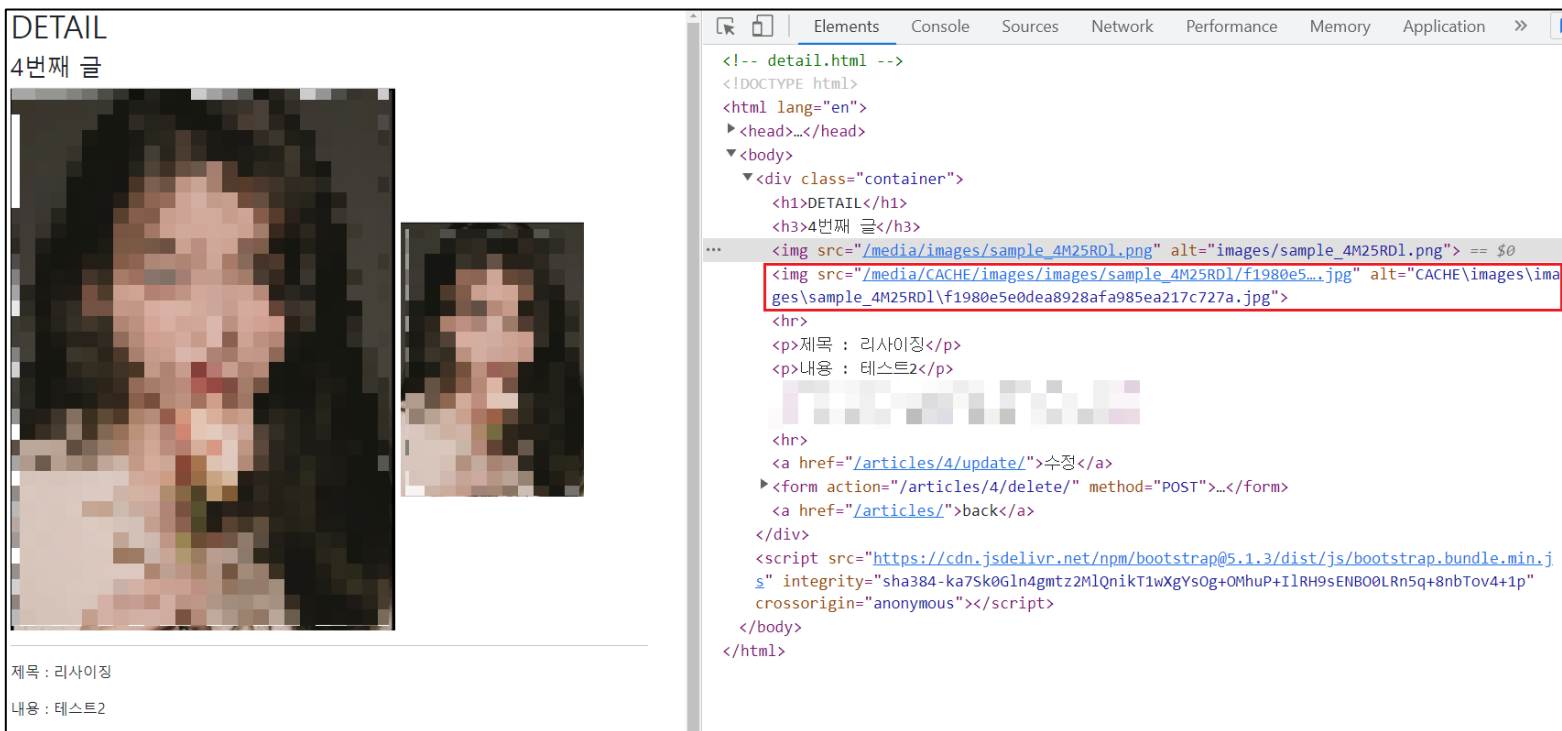 DETAIL
4번째 글
제목 : 리사이징
내용 : 테스트2
Elements Console Sources Network Performance Memory Application »
<!-- detail.html -->
<!DOCTYPE html>
<html lang="en">
<head>…</head>
<body>
<div class="container">
<h1>DETAIL</h1>
<h3>4번째 글</h3>
<img src="/media/images/sample_4M25RDl.png" alt="images/sample_4M25RDl.png"> == $0
<img src="/media/CACHE/images/images/sample_4M25RDl/f1980e5….jpg" alt="CACHE\images\ima
ges\sample_4M25RDl\f1980e5e0dea8928afa985ea217c727a.jpg">
<hr>
<p>제목 : 리사이징</p>
<p>내용 : 테스트2</p>
<hr>
<a href="/articles/4/update/">수정</a>
<form action="/articles/4/delete/" method="POST">…</form>
<a href="/articles/">back</a>
</div>
<script src="https://cdn.jsdelivr.net/npm/bootstrap@5.1.3/dist/js/bootstrap.bundle.min.j
s" integrity="sha384-ka7Sk0Gln4gmtz2MlQnikT1wXgYsOg+OMhuP+IlRH9sENBO0LRn5q+8nbTov4+1p"
crossorigin="anonymous"></script>
</body>
</html>